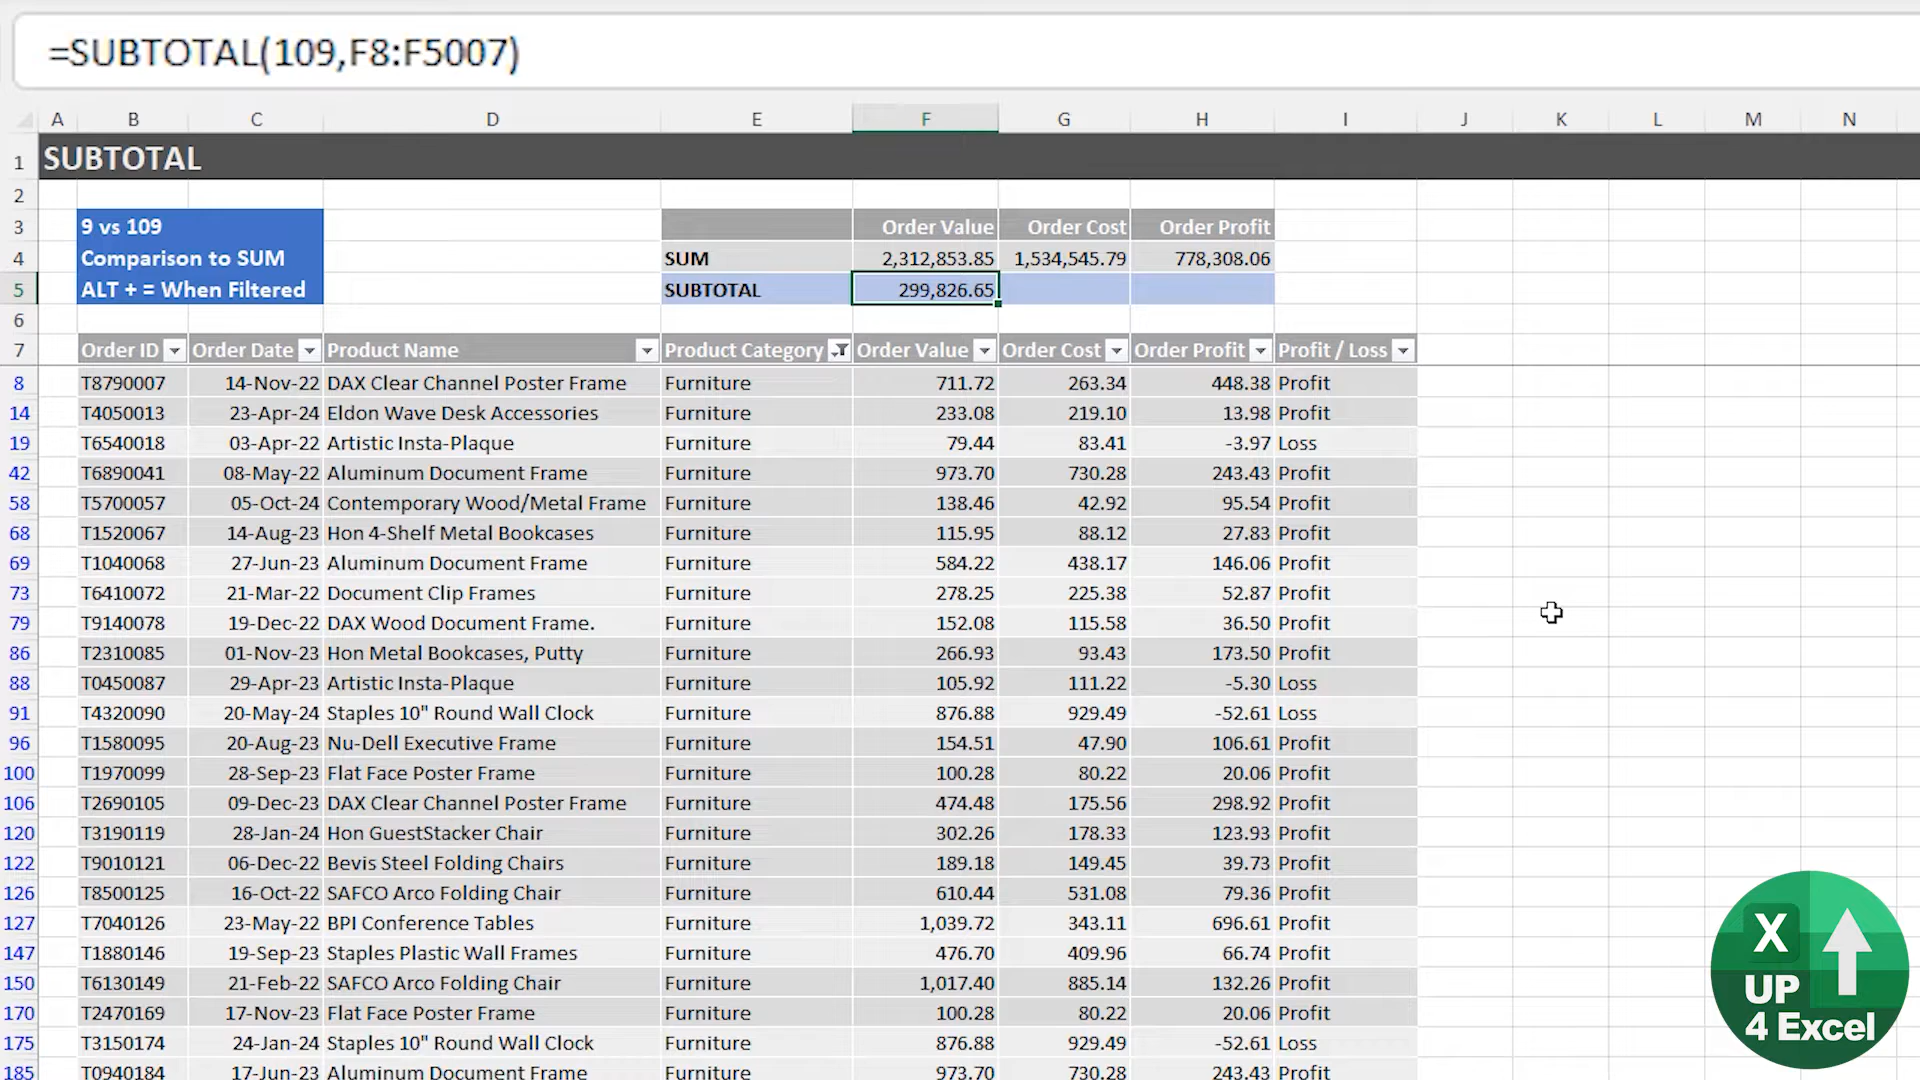 =SUBTOTAL(109,F8:F5007)
A B C D E F G H I J K L M N
1 SUBTOTAL
2
3 9 vs 109 Order Value Order Cost Order Profit
4 Comparison to SUM SUM 2,312,853.85 1,534,545.79 778,308.06
5 ALT + = When Filtered SUBTOTAL 299,826.65
6
7 Order ID Order Date Product Name Product Category Order Value Order Cost Order Profit Profit / Loss
8 T8790007 14-Nov-22 DAX Clear Channel Poster Frame Furniture 711.72 263.34 448.38 Profit
14 T4050013 23-Apr-24 Eldon Wave Desk Accessories Furniture 233.08 219.10 13.98 Profit
19 T6540018 03-Apr-22 Artistic Insta-Plaque Furniture 79.44 83.41 -3.97 Loss
42 T6890041 08-May-22 Aluminum Document Frame Furniture 973.70 730.28 243.43 Profit
58 T5700057 05-Oct-24 Contemporary Wood/Metal Frame Furniture 138.46 42.92 95.54 Profit
68 T1520067 14-Aug-23 Hon 4-Shelf Metal Bookcases Furniture 115.95 88.12 27.83 Profit
69 T1040068 27-Jun-23 Aluminum Document Frame Furniture 584.22 438.17 146.06 Profit
73 T6410072 21-Mar-22 Document Clip Frames Furniture 278.25 225.38 52.87 Profit
79 T9140078 19-Dec-22 DAX Wood Document Frame. Furniture 152.08 115.58 36.50 Profit
86 T2310085 01-Nov-23 Hon Metal Bookcases, Putty Furniture 266.93 93.43 173.50 Profit
88 T0450087 29-Apr-23 Artistic Insta-Plaque Furniture 105.92 111.22 -5.30 Loss
91 T4320090 20-May-24 Staples 10" Round Wall Clock Furniture 876.88 929.49 -52.61 Loss
96 T1580095 20-Aug-23 Nu-Dell Executive Frame Furniture 154.51 47.90 106.61 Profit
100 T1970099 28-Sep-23 Flat Face Poster Frame Furniture 100.28 80.22 20.06 Profit
106 T2690105 09-Dec-23 DAX Clear Channel Poster Frame Furniture 474.48 175.56 298.92 Profit
120 T3190119 28-Jan-24 Hon GuestStacker Chair Furniture 302.26 178.33 123.93 Profit
122 T9010121 06-Dec-22 Bevis Steel Folding Chairs Furniture 189.18 149.45 39.73 Profit
126 T8500125 16-Oct-22 SAFCO Arco Folding Chair Furniture 610.44 531.08 79.36 Profit
127 T7040126 23-May-22 BPI Conference Tables Furniture 1,039.72 343.11 696.61 Profit
147 T1880146 19-Sep-23 Staples Plastic Wall Frames Furniture 476.70 409.96 66.74 Profit
150 T6130149 21-Feb-22 SAFCO Arco Folding Chair Furniture 1,017.40 885.14 132.26 Profit
170 T2470169 17-Nov-23 Flat Face Poster Frame Furniture 100.28 80.22 20.06 Profit
175 T3150174 24-Jan-24 Staples 10" Round Wall Clock Furniture 876.88 929.49 -52.61 Loss
185 T0940184 17-Jun-23 Aluminum Document Frame Furniture 973.70 730.28 243.43 Profit
X
UP
4 Excel